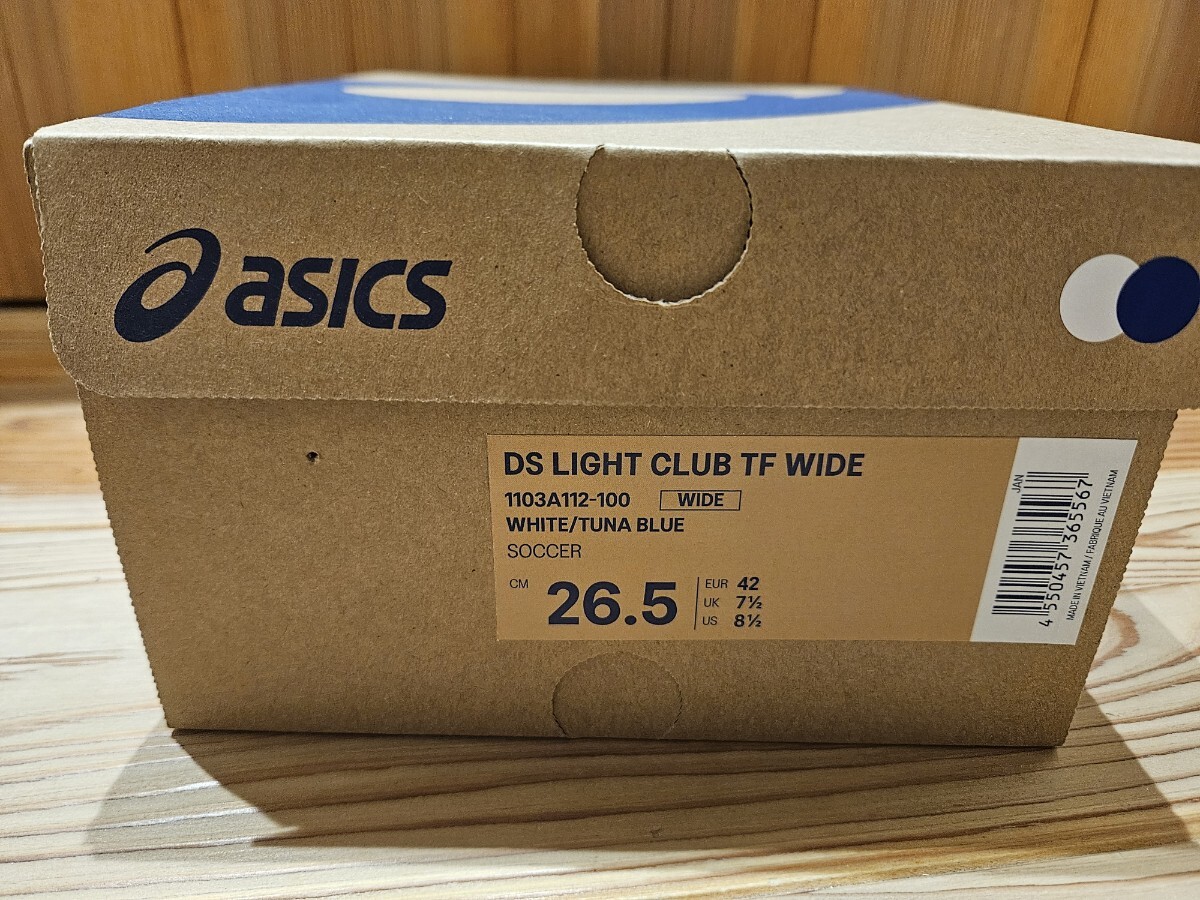 asics
DS LIGHT CLUB TF WIDE
1103A112-100 WIDE
WHITE/TUNA BLUE
SOCCER
CM 26.5
EUR 42
UK 7½
US 8½
JAN
4 550457 365567
MADE IN VIETNAM / FABRIQUE AU VIETNAM